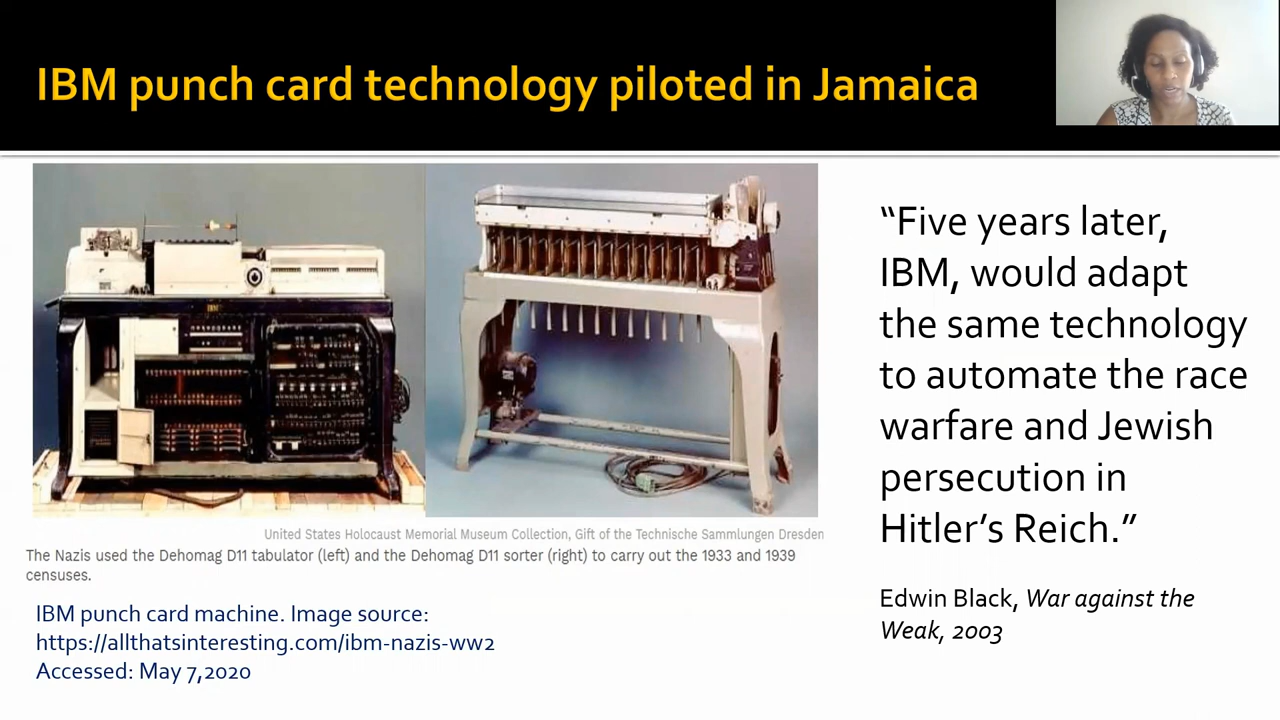 IBM punch card technology piloted in Jamaica
“Five years later,
IBM, would adapt
the same technology
to automate the race
warfare and Jewish
persecution in
Hitler’s Reich.”
Edwin Black, War against the
Weak, 2003
United States Holocaust Memorial Museum Collection, Gift of the Technische Sammlungen Dresden
The Nazis used the Dehomag D11 tabulator (left) and the Dehomag D11 sorter (right) to carry out the 1933 and 1939
censuses.
IBM punch card machine. Image source:
https://allthatsinteresting.com/ibm-nazis-ww2
Accessed: May 7,2020